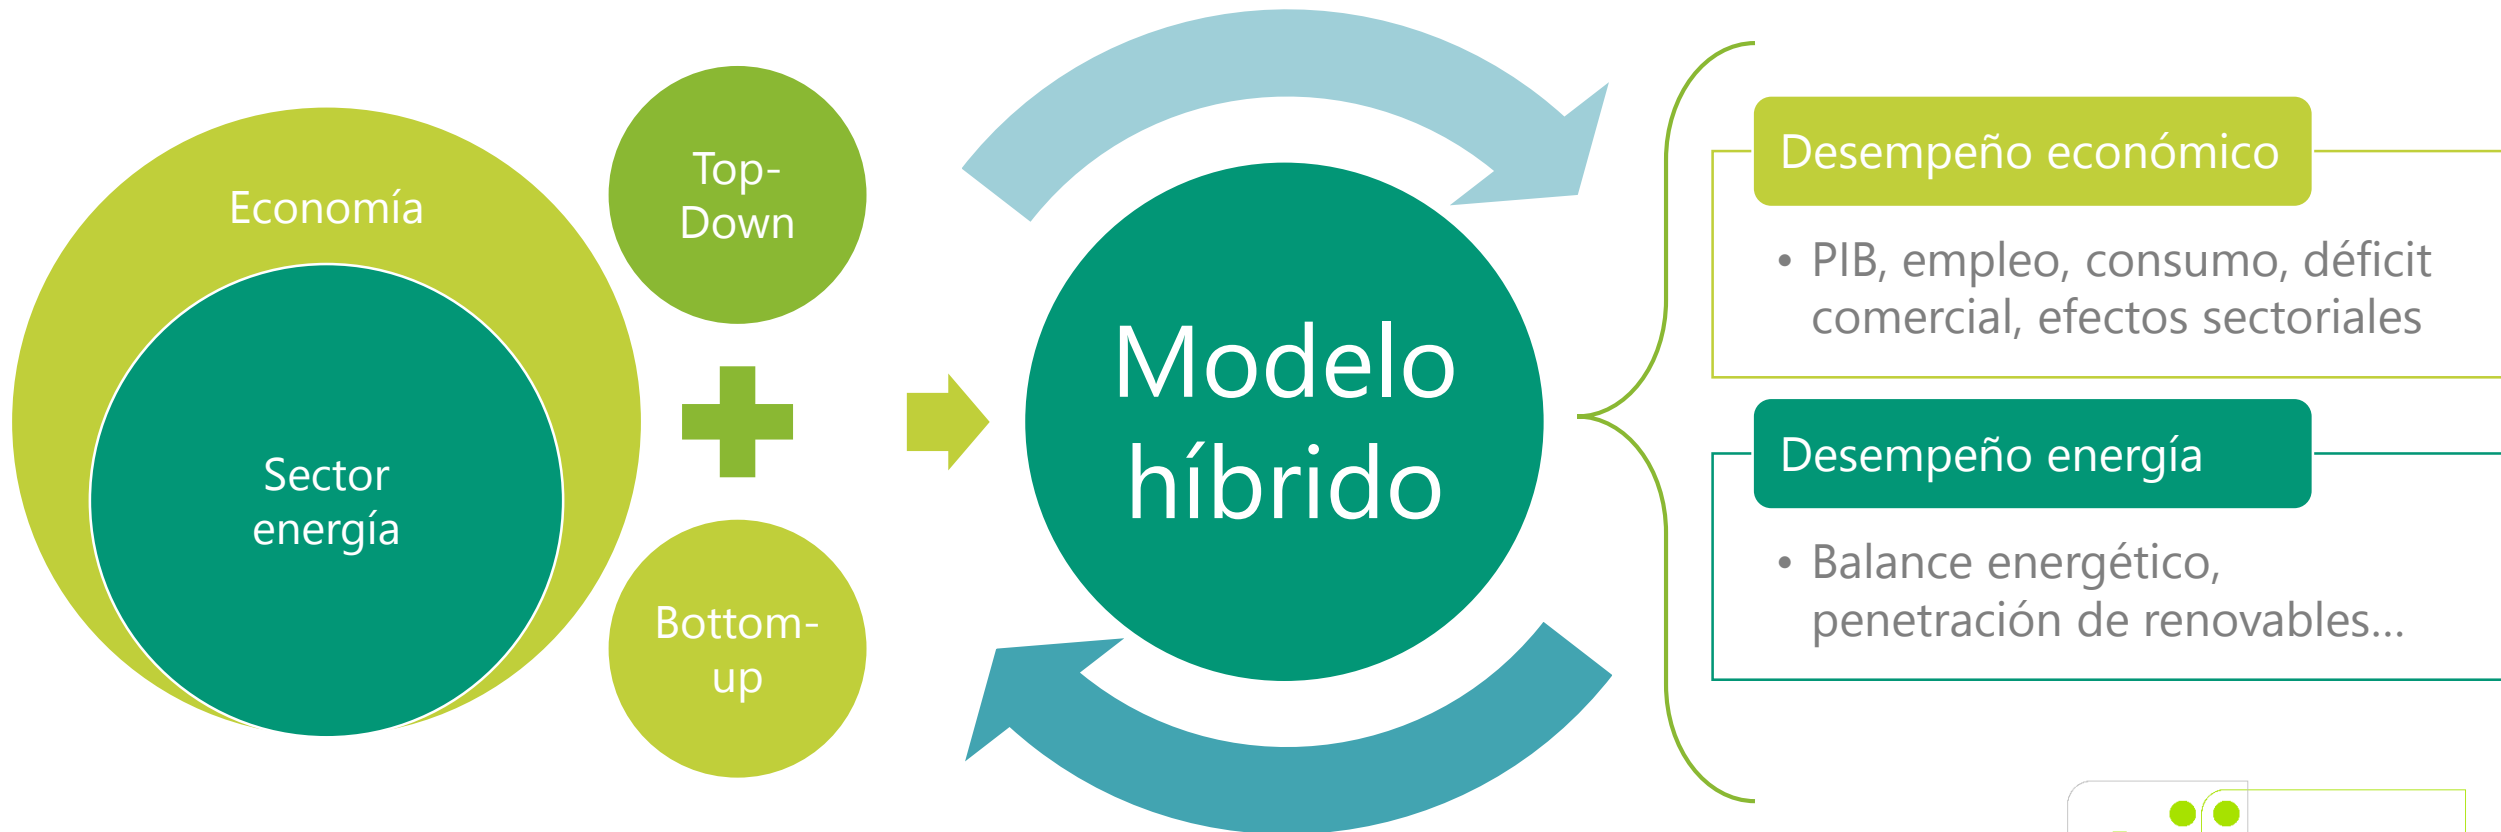 Economía
Sector
energía
Top-
Down
Bottom-
up
Modelo
híbrido
Desempeño económico
• PIB, empleo, consumo, déficit
comercial, efectos sectoriales
Desempeño energía
• Balance energético,
penetración de renovables...